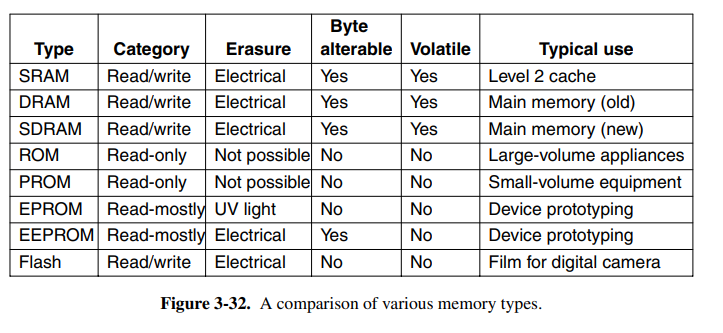 Type Category Erasure Byte alterable Volatile Typical use
SRAM Read/write Electrical Yes Yes Level 2 cache
DRAM Read/write Electrical Yes Yes Main memory (old)
SDRAM Read/write Electrical Yes Yes Main memory (new)
ROM Read-only Not possible No No Large-volume appliances
PROM Read-only Not possible No No Small-volume equipment
EPROM Read-mostly UV light No No Device prototyping
EEPROM Read-mostly Electrical Yes No Device prototyping
Flash Read/write Electrical No No Film for digital camera
Figure 3-32. A comparison of various memory types.